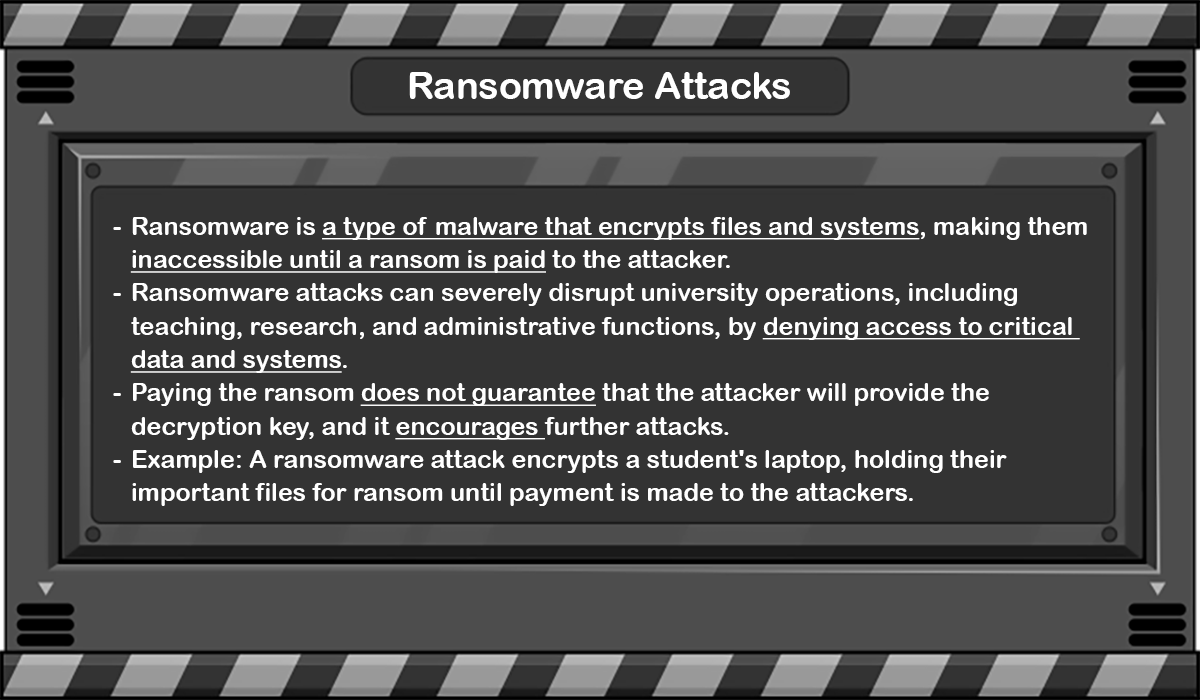 Ransomware Attacks
- Ransomware is a type of malware that encrypts files and systems, making them
inaccessible until a ransom is paid to the attacker.
- Ransomware attacks can severely disrupt university operations, including
teaching, research, and administrative functions, by denying access to critical
data and systems.
- Paying the ransom does not guarantee that the attacker will provide the
decryption key, and it encourages further attacks.
- Example: A ransomware attack encrypts a student's laptop, holding their
important files for ransom until payment is made to the attackers.